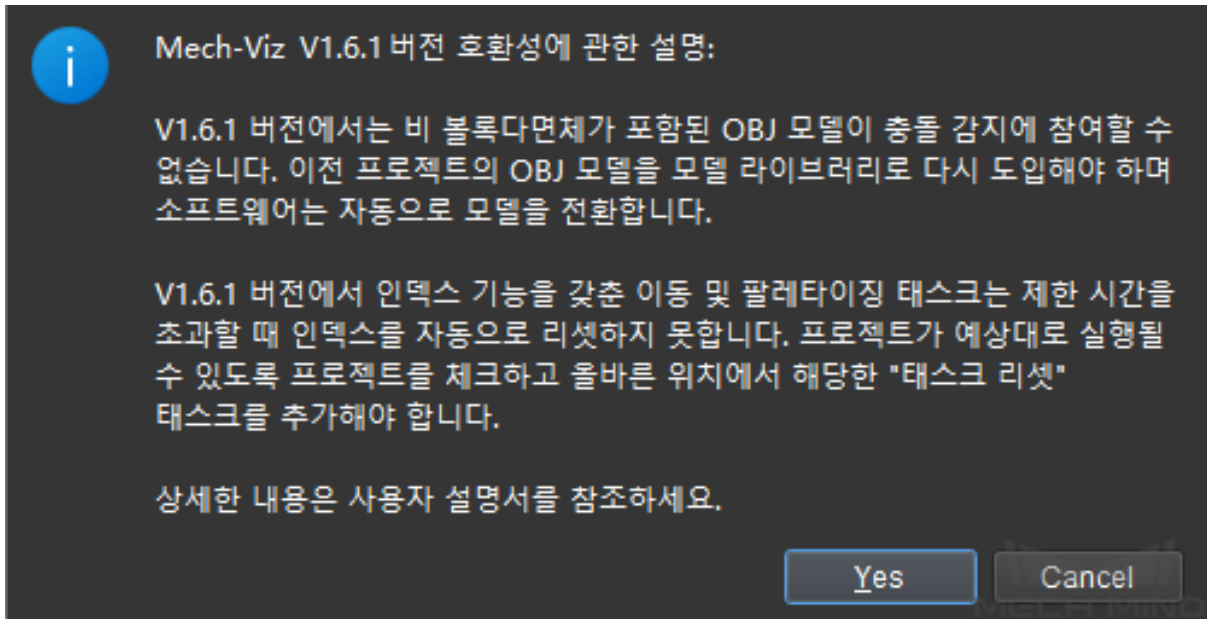 Mech-Viz V1.6.1 버전 호환성에 관한 설명:
V1.6.1 버전에서는 비 볼록다면체가 포함된 OBJ 모델이 충돌 감지에 참여할 수
없습니다. 이전 프로젝트의 OBJ 모델을 모델 라이브러리로 다시 도입해야 하며
소프트웨어는 자동으로 모델을 전환합니다.
V1.6.1 버전에서 인덱스 기능을 갖춘 이동 및 팔레타이징 태스크는 제한 시간을
초과할 때 인덱스를 자동으로 리셋하지 못합니다. 프로젝트가 예상대로 실행될
수 있도록 프로젝트를 체크하고 올바른 위치에서 해당한 "태스크 리셋"
태스크를 추가해야 합니다.
상세한 내용은 사용자 설명서를 참조하세요.
Yes Cancel
MECH MIND